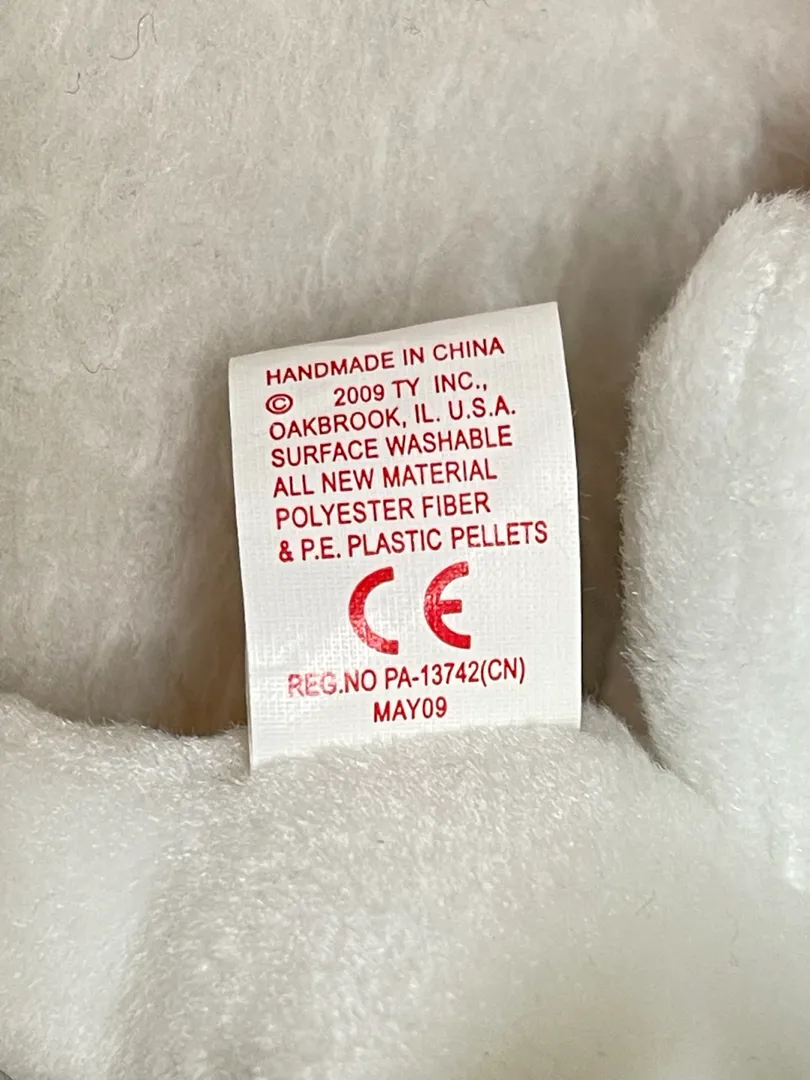 HANDMADE IN CHINA
© 2009 TY INC.,
OAKBROOK, IL. U.S.A.
SURFACE WASHABLE
ALL NEW MATERIAL
POLYESTER FIBER
& P.E. PLASTIC PELLETS
CE
REG.NO PA-13742(CN)
MAY09